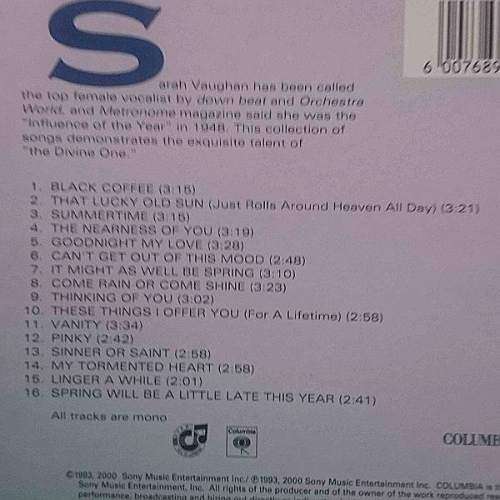 6 007689
Sarah Vaughan has been called
the top female vocalist by down beat and Orchestra
World, and Metronome magazine said she was the
"Influence of the Year" in 1948. This collection of
songs demonstrates the exquisite talent of
"the Divine One."
1. BLACK COFFEE (3:15)
2. THAT LUCKY OLD SUN (Just Rolls Around Heaven All Day) (3:21)
3. SUMMERTIME (3:15)
4. THE NEARNESS OF YOU (3:19)
5. GOODNIGHT MY LOVE (3:28)
6. CAN'T GET OUT OF THIS MOOD (2:48)
7. IT MIGHT AS WELL BE SPRING (3:10)
8. COME RAIN OR COME SHINE (3:23)
9. THINKING OF YOU (3:02)
10. THESE THINGS I OFFER YOU (For A Lifetime) (2:58)
11. VANITY (3:34)
12. PINKY (2:42)
13. SINNER OR SAINT (2:58)
14. MY TORMENTED HEART (2:58)
15. LINGER A WHILE (2:01)
16. SPRING WILL BE A LITTLE LATE THIS YEAR (2:41)
All tracks are mono
Columbia
COLUMB
©1993, 2000 Sony Music Entertainment Inc./ ℗1993, 2000 Sony Music Entertainment Inc. COLUMBIA is
Sony Music Entertainment, Inc. All rights of the producer and of the owner of the work reproduced
performance, broadcasting and